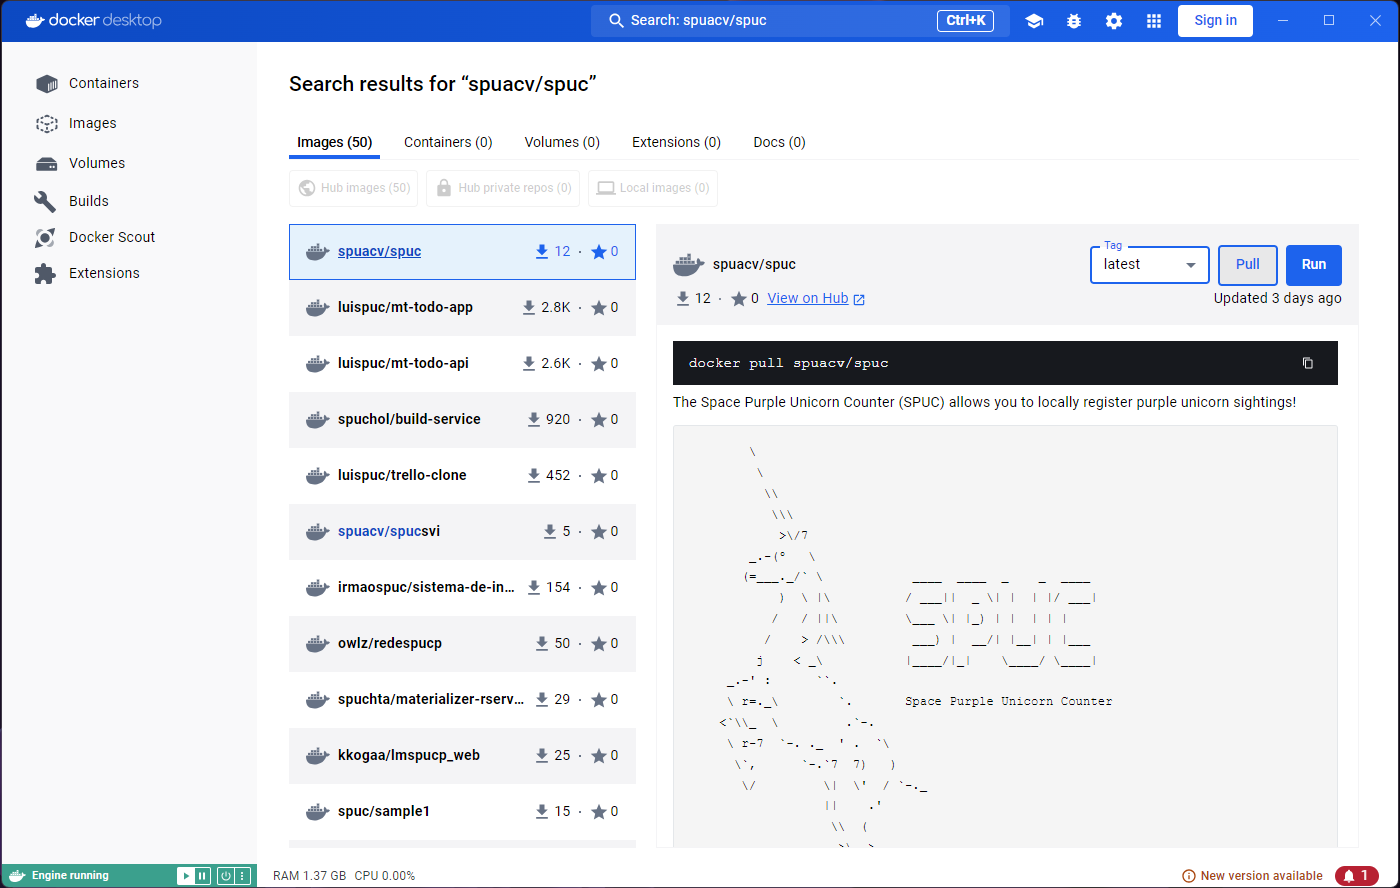 docker desktop
Search: spuacv/spuc
Ctrl+K
Sign in
Containers
Images
Volumes
Builds
Docker Scout
Extensions
Search results for “spuacv/spuc”
Images (50)
Containers (0)
Volumes (0)
Extensions (0)
Docs (0)
Hub images (50)
Hub private repos (0)
Local images (0)
spuacv/spuc 12 · 0
luispuc/mt-todo-app 2.8K · 0
luispuc/mt-todo-api 2.6K · 0
spuchol/build-service 920 · 0
luispuc/trello-clone 452 · 0
spuacv/spucsvi 5 · 0
irmaospuc/sistema-de-in... 154 · 0
owlz/redespucp 50 · 0
spuchta/materializer-rserv... 29 · 0
kkogaa/lmspucp_web 25 · 0
spuc/sample1 15 · 0
spuacv/spuc
12 · 0 View on Hub
Tag
latest
Pull
Run
Updated 3 days ago
docker pull spuacv/spuc
The Space Purple Unicorn Counter (SPUC) allows you to locally register purple unicorn sightings!
SPUC
Space Purple Unicorn Counter
Engine running
RAM 1.37 GB CPU 0.00%
New version available
1